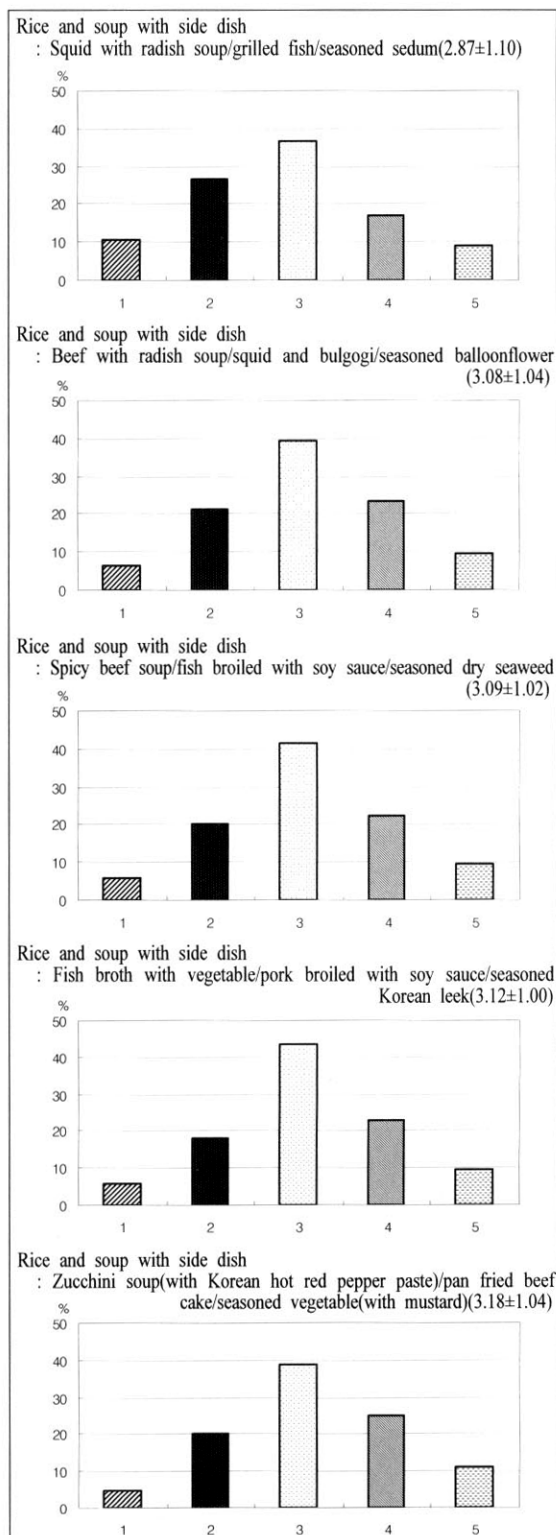 Rice and soup with side dish
: Squid with radish soup/grilled fish/seasoned sedum(2.87±1.10)
%
50
40
30
20
10
0
1 2 3 4 5
Rice and soup with side dish
: Beef with radish soup/squid and bulgogi/seasoned balloonflower
(3.08±1.04)
%
50
40
30
20
10
0
1 2 3 4 5
Rice and soup with side dish
: Spicy beef soup/fish broiled with soy sauce/seasoned dry seaweed
(3.09±1.02)
%
50
40
30
20
10
0
1 2 3 4 5
Rice and soup with side dish
: Fish broth with vegetable/pork broiled with soy sauce/seasoned
Korean leek(3.12±1.00)
%
50
40
30
20
10
0
1 2 3 4 5
Rice and soup with side dish
: Zucchini soup(with Korean hot red pepper paste)/pan fried beef
cake/seasoned vegetable(with mustard)(3.18±1.04)
%
50
40
30
20
10
0
1 2 3 4 5